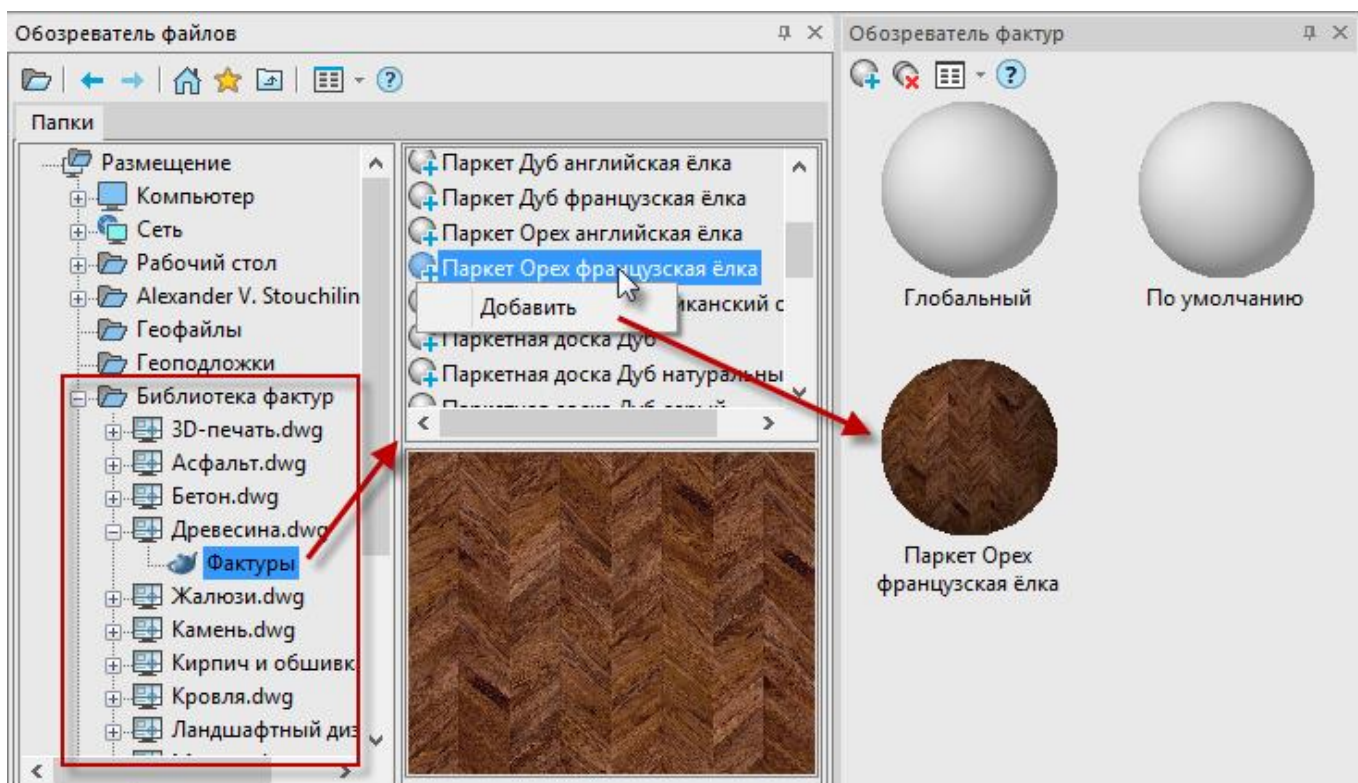 Обозреватель файлов
Папки
Размещение
Компьютер
Сеть
Рабочий стол
Alexander V. Stouchilin
Геофайлы
Геоподложки
Библиотека фактур
3D-печать.dwg
Асфальт.dwg
Бетон.dwg
Древесина.dwg
Фактуры
Жалюзи.dwg
Камень.dwg
Кирпич и обшивк
Кровля.dwg
Ландшафтный диз
Паркет Дуб английская ёлка
Паркет Дуб французская ёлка
Паркет Орех английская ёлка
Паркет Орех французская ёлка
Добавить
иканский с
Паркетная доска Дуб
Паркетная доска Дуб натуральны
Обозреватель фактур
Глобальный
По умолчанию
Паркет Орех
французская ёлка